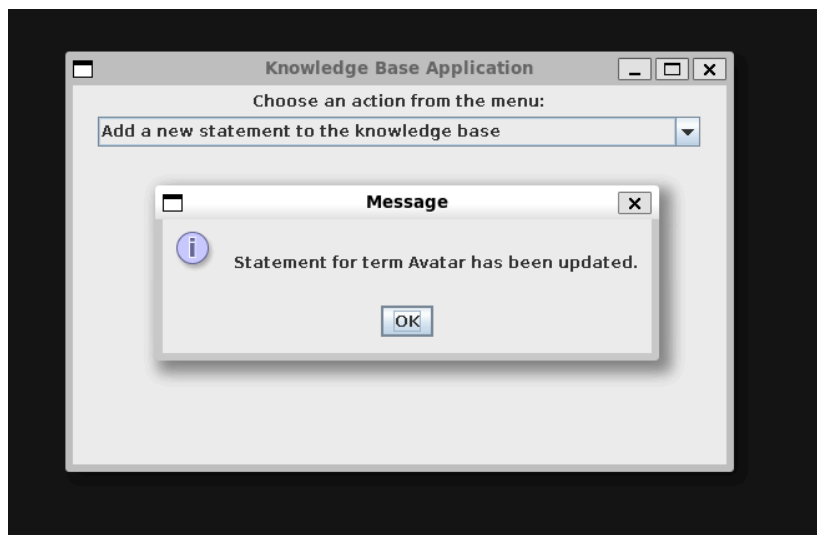 Knowledge Base Application
Choose an action from the menu:
Add a new statement to the knowledge base
Message
i
Statement for term Avatar has been updated.
OK